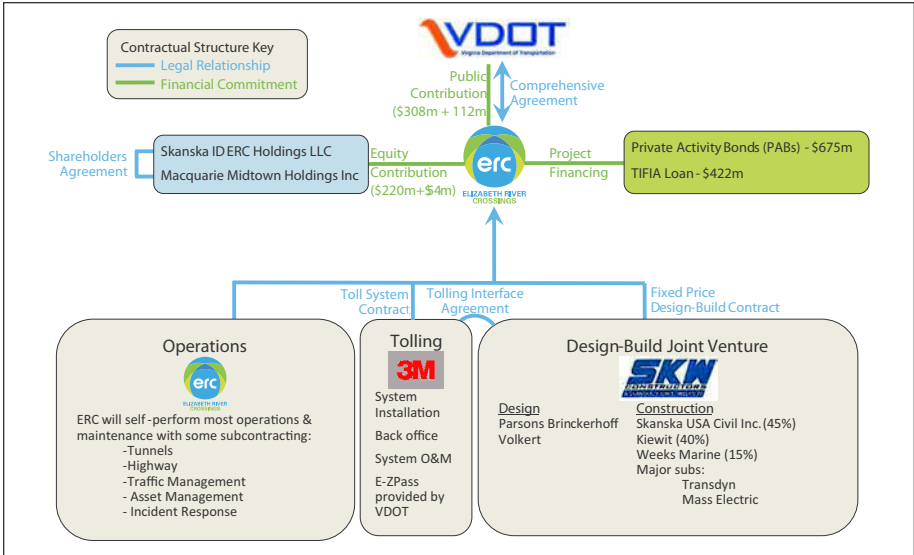 VDOT
Virginia Department of Transportation
Contractual Structure Key
Legal Relationship
Financial Commitment
Public
Contribution
($308m + 112m)
Comprehensive
Agreement
Shareholders
Agreement
Skanska ID ERC Holdings LLC
Macquarie Midtown Holdings Inc
Equity
Contribution
($220m+$54m)
erc
ELIZABETH RIVER
CROSSINGS
Project
Financing
Private Activity Bonds (PABs) - $675m
TIFIA Loan - $422m
Toll System
Contract
Tolling Interface
Agreement
Fixed Price
Design-Build Contract
Operations
erc
ELIZABETH RIVER
CROSSINGS
ERC will self-perform most operations &
maintenance with some subcontracting:
-Tunnels
-Highway
-Traffic Management
- Asset Management
- Incident Response
Tolling
3M
System
Installation
Back office
System O&M
E-ZPass
provided by
VDOT
Design-Build Joint Venture
SKW
CONSTRUCTORS
Design
Parsons Brinckerhoff
Volkert
Construction
Skanska USA Civil Inc. (45%)
Kiewit (40%)
Weeks Marine (15%)
Major subs:
Transdyn
Mass Electric